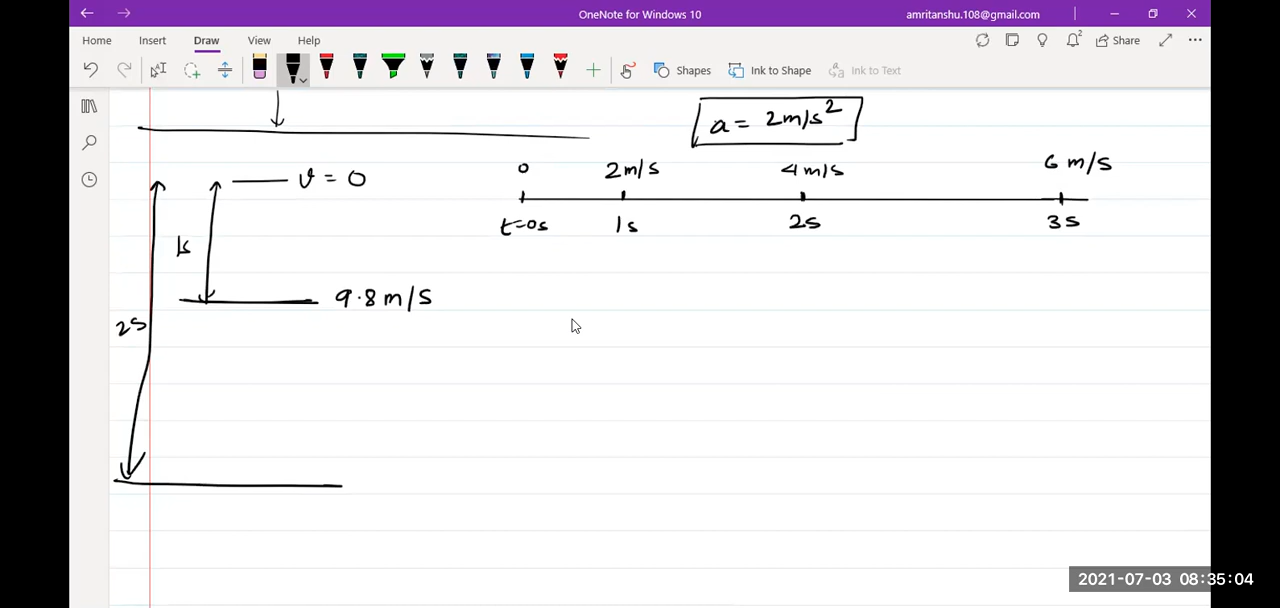 OneNote for Windows 10
amritanshu.108@gmail.com
Home Insert Draw View Help
Share
Shapes
Ink to Shape
Ink to Text
a = 2m/s²
v = 0
0 2m/s 4m/s 6 m/s
t=0s 1s 2s 3s
1s
9.8 m/s
2s
2021-07-03 08:35:04